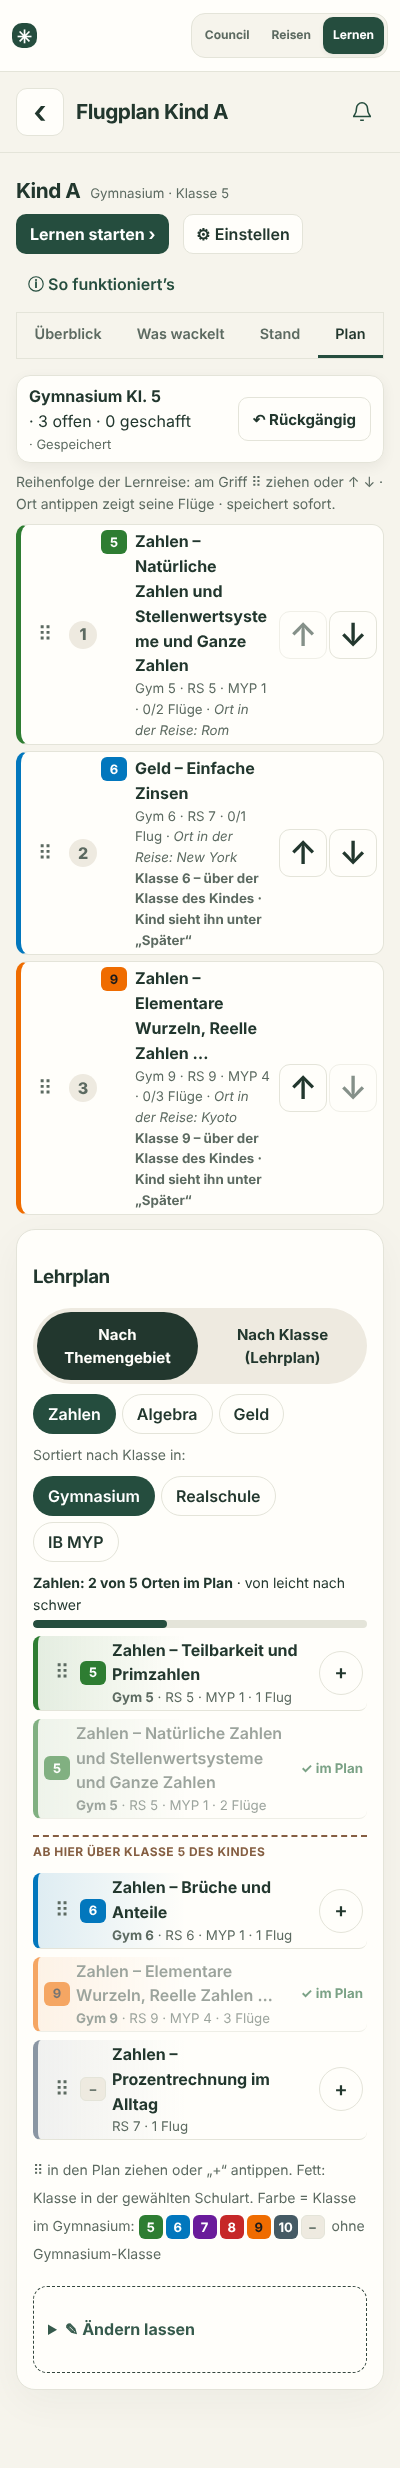 Council Reisen Lernen
‹ Flugplan Kind A
Kind A Gymnasium · Klasse 5
Lernen starten › ⚙ Einstellen
ⓘ So funktioniert’s
Überblick Was wackelt Stand Plan
Gymnasium Kl. 5
· 3 offen · 0 geschafft
· Gespeichert
↶ Rückgängig
Reihenfolge der Lernreise: am Griff ⠿ ziehen oder ↑ ↓ ·
Ort antippen zeigt seine Flüge · speichert sofort.
⠿ 1 5 Zahlen –
Natürliche
Zahlen und
Stellenwertsyste
me und Ganze
Zahlen
Gym 5 · RS 5 · MYP 1
· 0/2 Flüge · Ort in
der Reise: Rom
↑ ↓
⠿ 2 6 Geld – Einfache
Zinsen
Gym 6 · RS 7 · 0/1
Flug · Ort in der
Reise: New York
Klasse 6 – über der
Klasse des Kindes ·
Kind sieht ihn unter
„Später“
↑ ↓
⠿ 3 9 Zahlen –
Elementare
Wurzeln, Reelle
Zahlen …
Gym 9 · RS 9 · MYP 4
· 0/3 Flüge · Ort in
der Reise: Kyoto
Klasse 9 – über der
Klasse des Kindes ·
Kind sieht ihn unter
„Später“
↑ ↓
Lehrplan
Nach
Themengebiet
Nach Klasse
(Lehrplan)
Zahlen Algebra Geld
Sortiert nach Klasse in:
Gymnasium Realschule
IB MYP
Zahlen: 2 von 5 Orten im Plan · von leicht nach
schwer
⠿ 5 Zahlen – Teilbarkeit und
Primzahlen
Gym 5 · RS 5 · MYP 1 · 1 Flug
+
5 Zahlen – Natürliche Zahlen
und Stellenwertsysteme
und Ganze Zahlen
Gym 5 · RS 5 · MYP 1 · 2 Flüge
✓ im Plan
AB HIER ÜBER KLASSE 5 DES KINDES
⠿ 6 Zahlen – Brüche und
Anteile
Gym 6 · RS 6 · MYP 1 · 1 Flug
+
9 Zahlen – Elementare
Wurzeln, Reelle Zahlen …
Gym 9 · RS 9 · MYP 4 · 3 Flüge
✓ im Plan
⠿ – Zahlen –
Prozentrechnung im
Alltag
RS 7 · 1 Flug
+
⠿ in den Plan ziehen oder „+“ antippen. Fett:
Klasse in der gewählten Schulart. Farbe = Klasse
im Gymnasium: 5 6 7 8 9 10 – ohne
Gymnasium-Klasse
▶ ✎ Ändern lassen